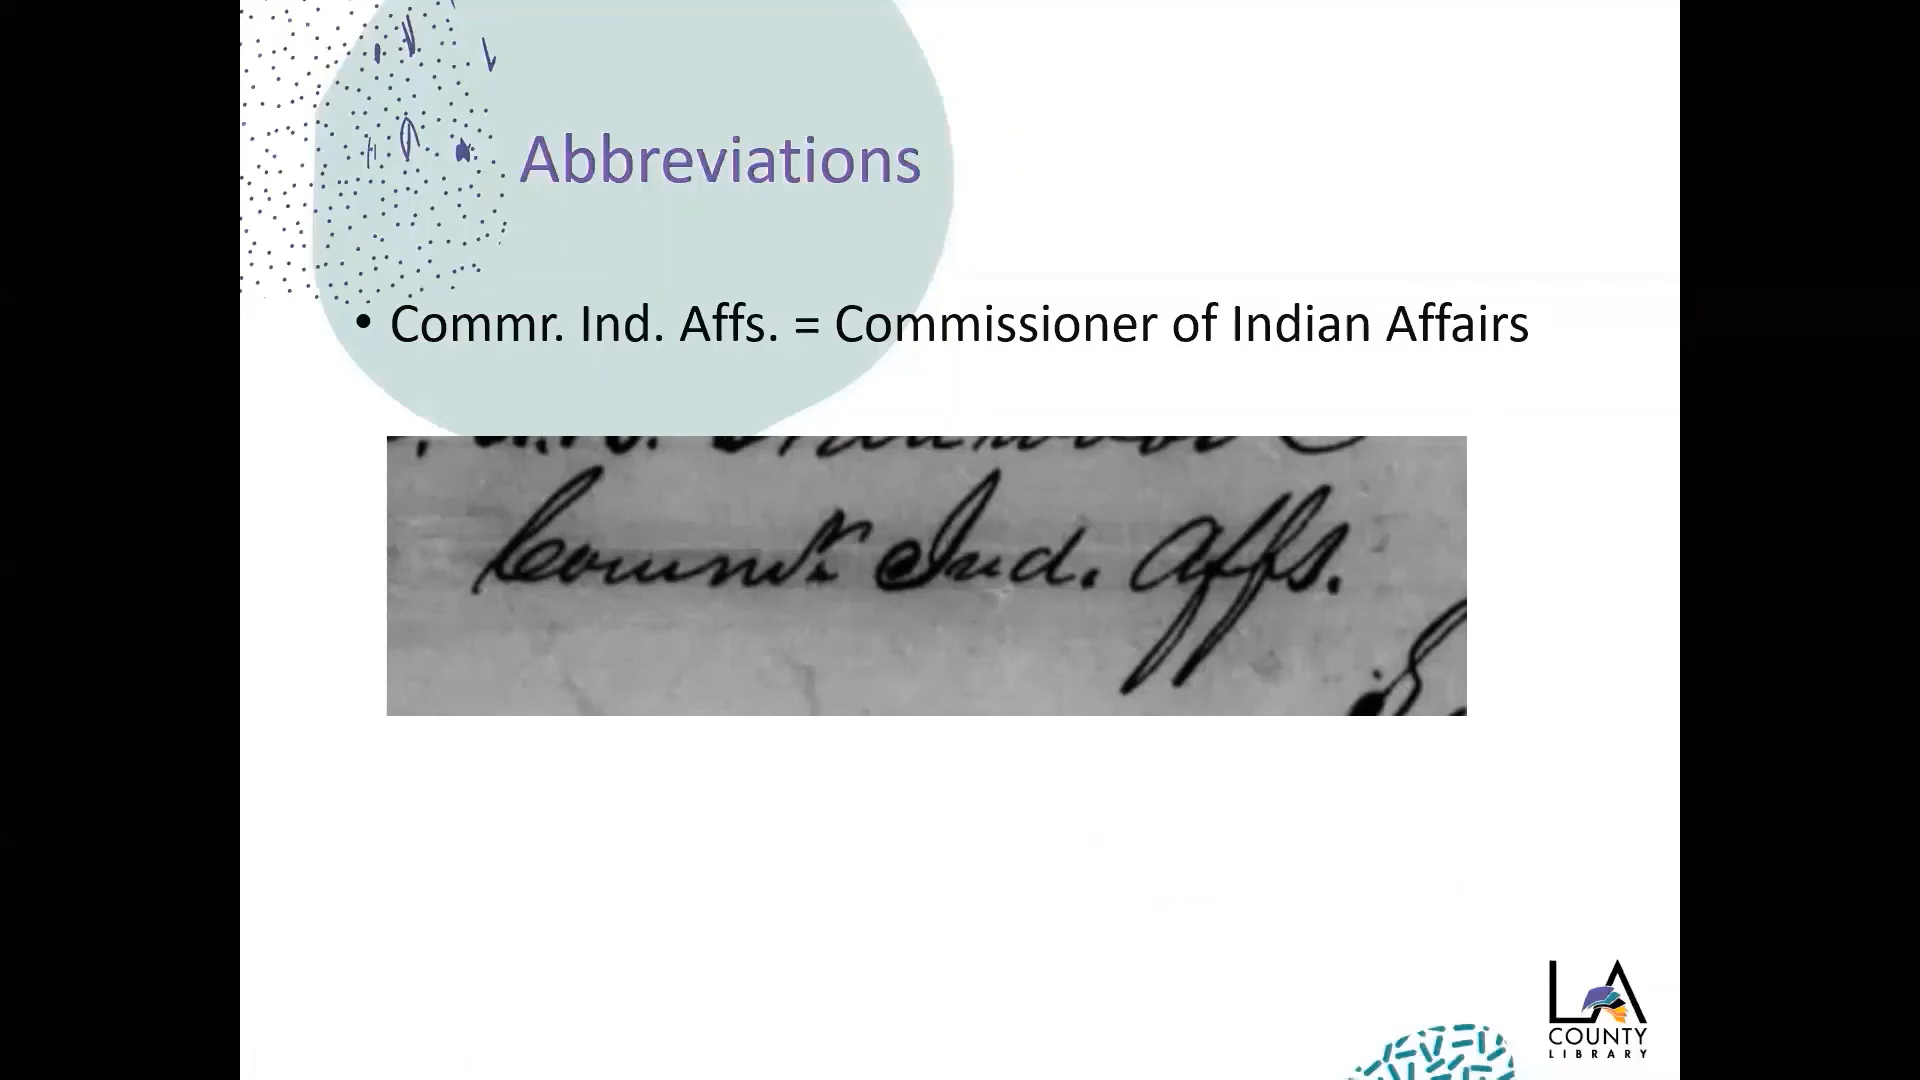 Abbreviations
• Commr. Ind. Affs. = Commissioner of Indian Affairs
Commr. Ind. Affs.
LA
COUNTY
LIBRARY